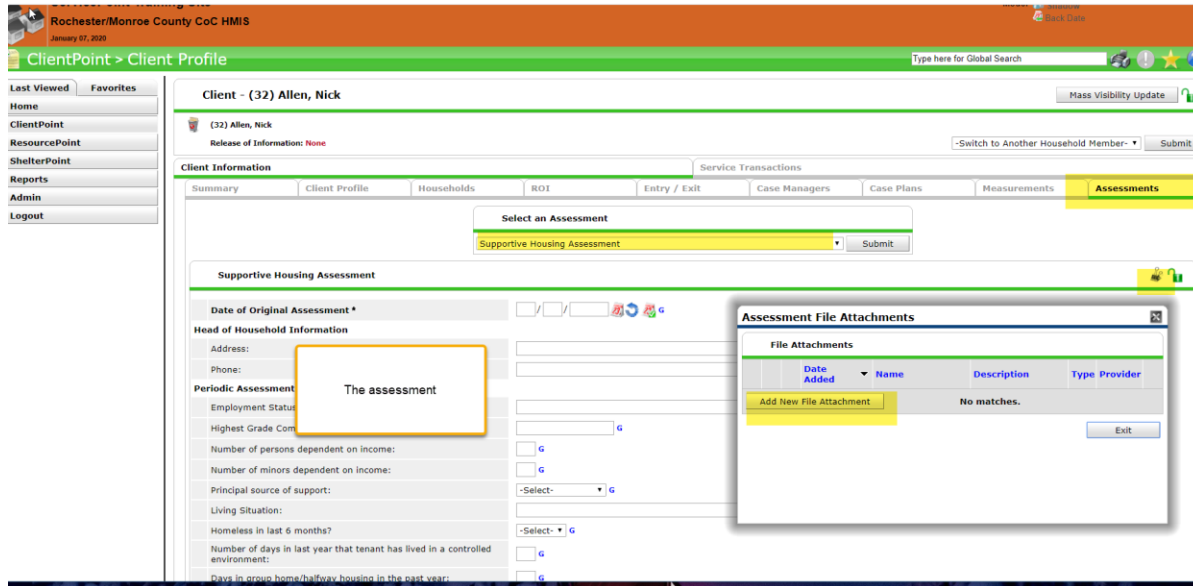 ServicePoint Training Site
Rochester/Monroe County CoC HMIS
January 07, 2020
Shadow
Back Date
ClientPoint > Client Profile
Type here for Global Search
Last Viewed Favorites
Home
ClientPoint
ResourcePoint
ShelterPoint
Reports
Admin
Logout
Client - (32) Allen, Nick
Mass Visibility Update
(32) Allen, Nick
Release of Information: None
-Switch to Another Household Member-
Submit
Client Information
Service Transactions
Summary
Client Profile
Households
ROI
Entry / Exit
Case Managers
Case Plans
Measurements
Assessments
Select an Assessment
Supportive Housing Assessment
Submit
Supportive Housing Assessment
Date of Original Assessment *
/ / G
Head of Household Information
Address:
Phone:
Periodic Assessment
Employment Status
Highest Grade Com
G
Number of persons dependent on income:
G
Number of minors dependent on income:
G
Principal source of support:
-Select- G
Living Situation:
Homeless in last 6 months?
-Select- G
Number of days in last year that tenant has lived in a controlled
environment:
G
Days in group home/halfway housing in the past year:
G
The assessment
Assessment File Attachments
File Attachments
Date
Added
Name
Description
Type
Provider
Add New File Attachment
No matches.
Exit